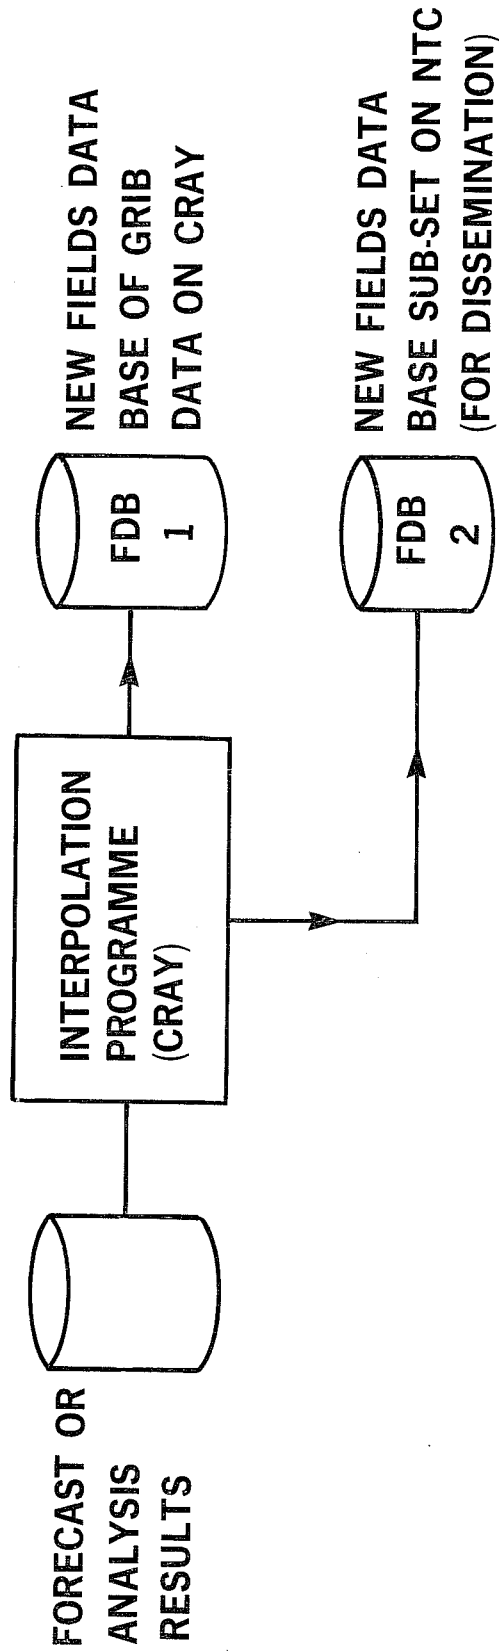 FORECAST OR
ANALYSIS
RESULTS
INTERPOLATION
PROGRAMME
(CRAY)
FDB
1
NEW FIELDS DATA
BASE OF GRIB
DATA ON CRAY
FDB
2
NEW FIELDS DATA
BASE SUB-SET ON NTC
(FOR DISSEMINATION)